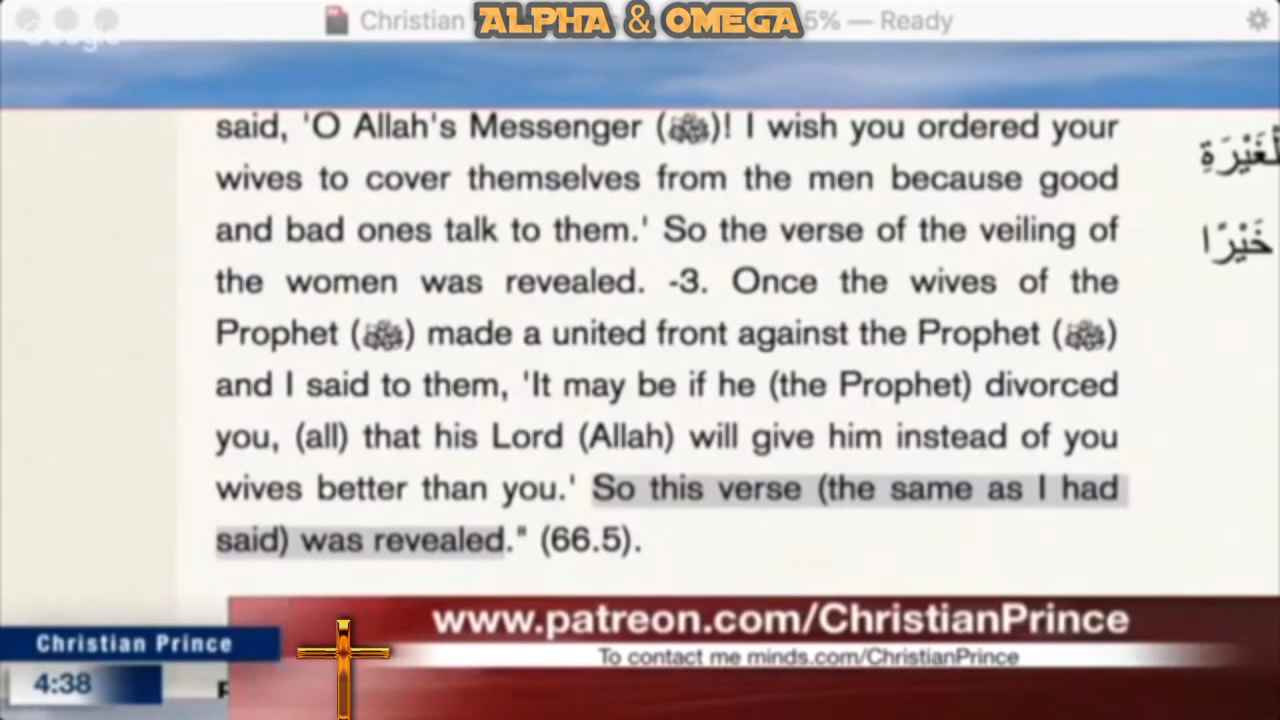 ALPHA & OMEGA
Christian
5% — Ready
Google
said, 'O Allah's Messenger (ﷺ)! I wish you ordered your
wives to cover themselves from the men because good
and bad ones talk to them.' So the verse of the veiling of
the women was revealed. -3. Once the wives of the
Prophet (ﷺ) made a united front against the Prophet (ﷺ)
and I said to them, 'It may be if he (the Prophet) divorced
you, (all) that his Lord (Allah) will give him instead of you
wives better than you.' So this verse (the same as I had
said) was revealed." (66.5).
خَيْرًا
www.patreon.com/ChristianPrince
To contact me minds.com/ChristianPrince
Christian Prince
4:38